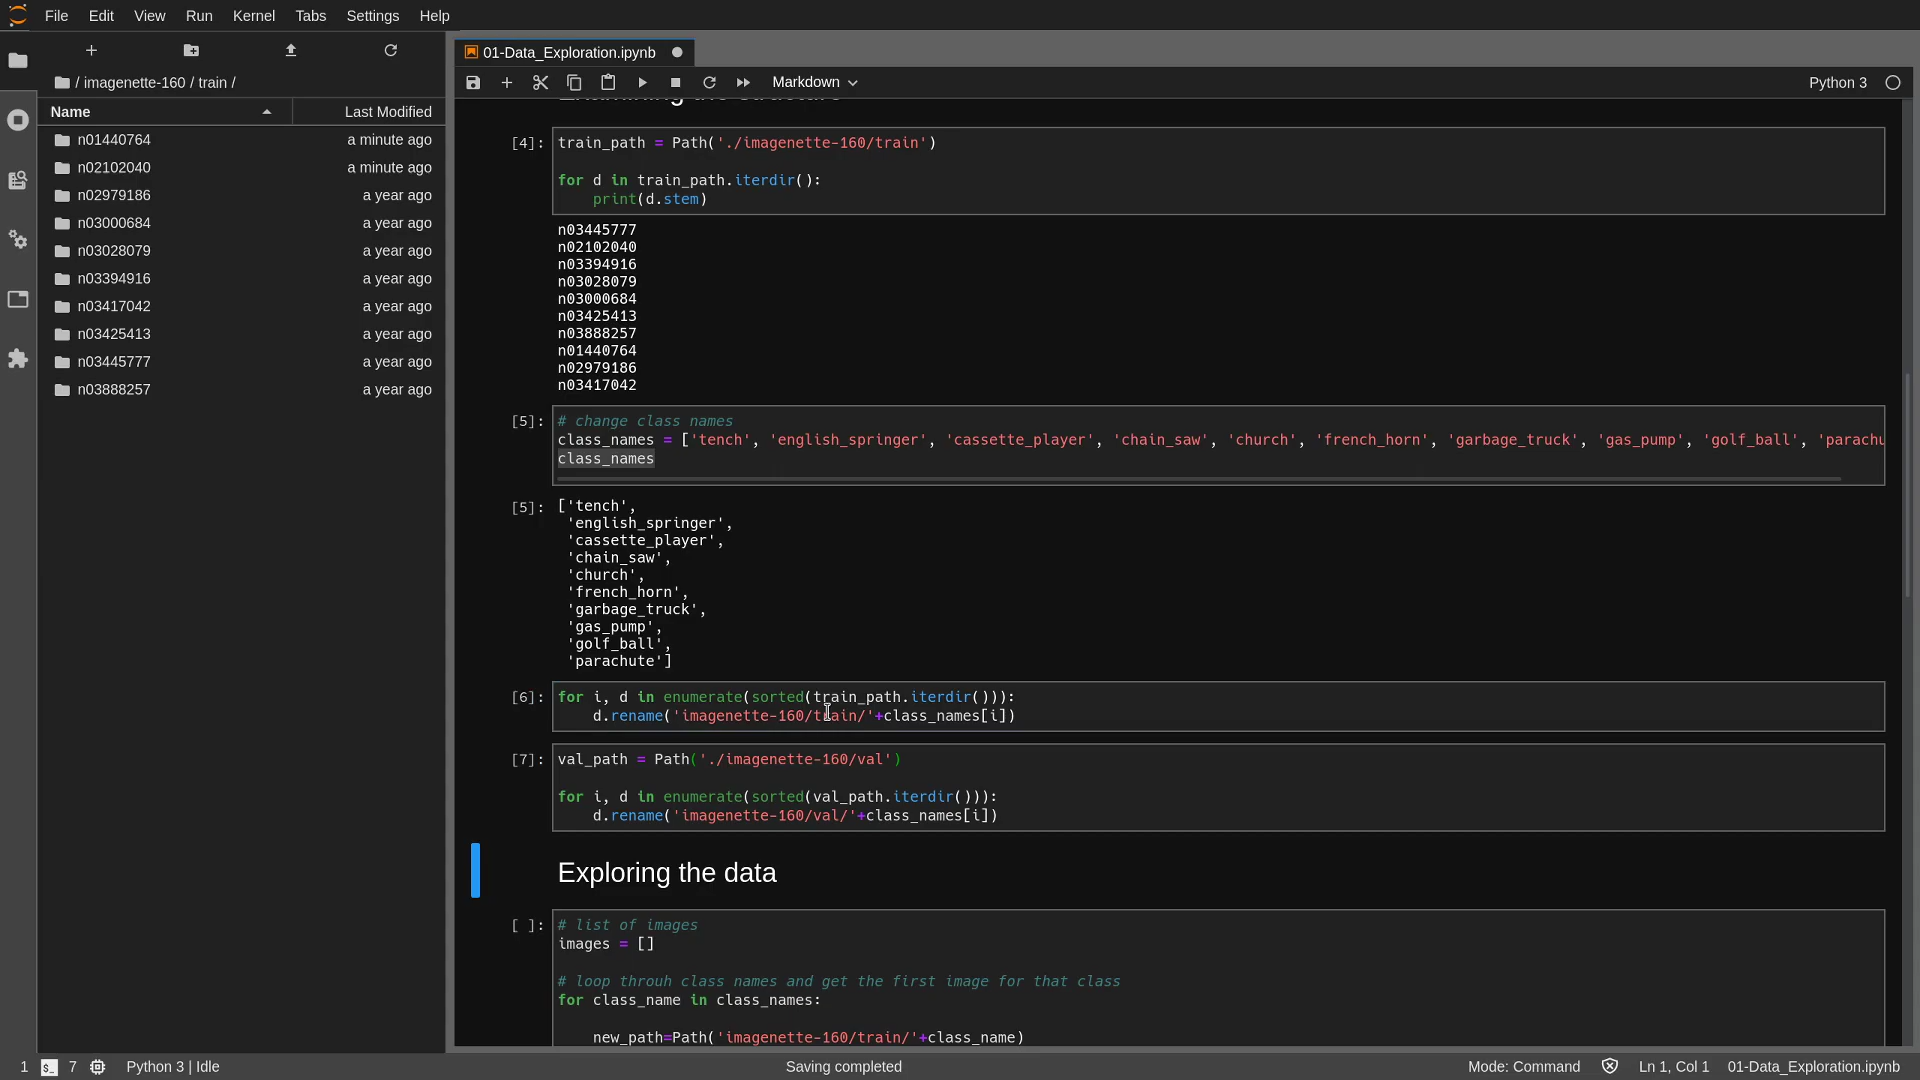 File Edit View Run Kernel Tabs Settings Help
/ imagenette-160 / train /
Name Last Modified
n01440764 a minute ago
n02102040 a minute ago
n02979186 a year ago
n03000684 a year ago
n03028079 a year ago
n03394916 a year ago
n03417042 a year ago
n03425413 a year ago
n03445777 a year ago
n03888257 a year ago
01-Data_Exploration.ipynb
Markdown Python 3
Examining the structure
[4]: train_path = Path('./imagenette-160/train')
for d in train_path.iterdir():
print(d.stem)
n03445777
n02102040
n03394916
n03028079
n03000684
n03425413
n03888257
n01440764
n02979186
n03417042
[5]: # change class names
class_names = ['tench', 'english_springer', 'cassette_player', 'chain_saw', 'church', 'french_horn', 'garbage_truck', 'gas_pump', 'golf_ball', 'parachu
class_names
[5]: ['tench',
'english_springer',
'cassette_player',
'chain_saw',
'church',
'french_horn',
'garbage_truck',
'gas_pump',
'golf_ball',
'parachute']
[6]: for i, d in enumerate(sorted(train_path.iterdir())):
d.rename('imagenette-160/train/'+class_names[i])
[7]: val_path = Path('./imagenette-160/val')
for i, d in enumerate(sorted(val_path.iterdir())):
d.rename('imagenette-160/val/'+class_names[i])
Exploring the data
[ ]: # list of images
images = []
# loop throuh class names and get the first image for that class
for class_name in class_names:
new_path=Path('imagenette-160/train/'+class_name)
1 $_ 7 Python 3 | Idle Saving completed Mode: Command Ln 1, Col 1 01-Data_Exploration.ipynb